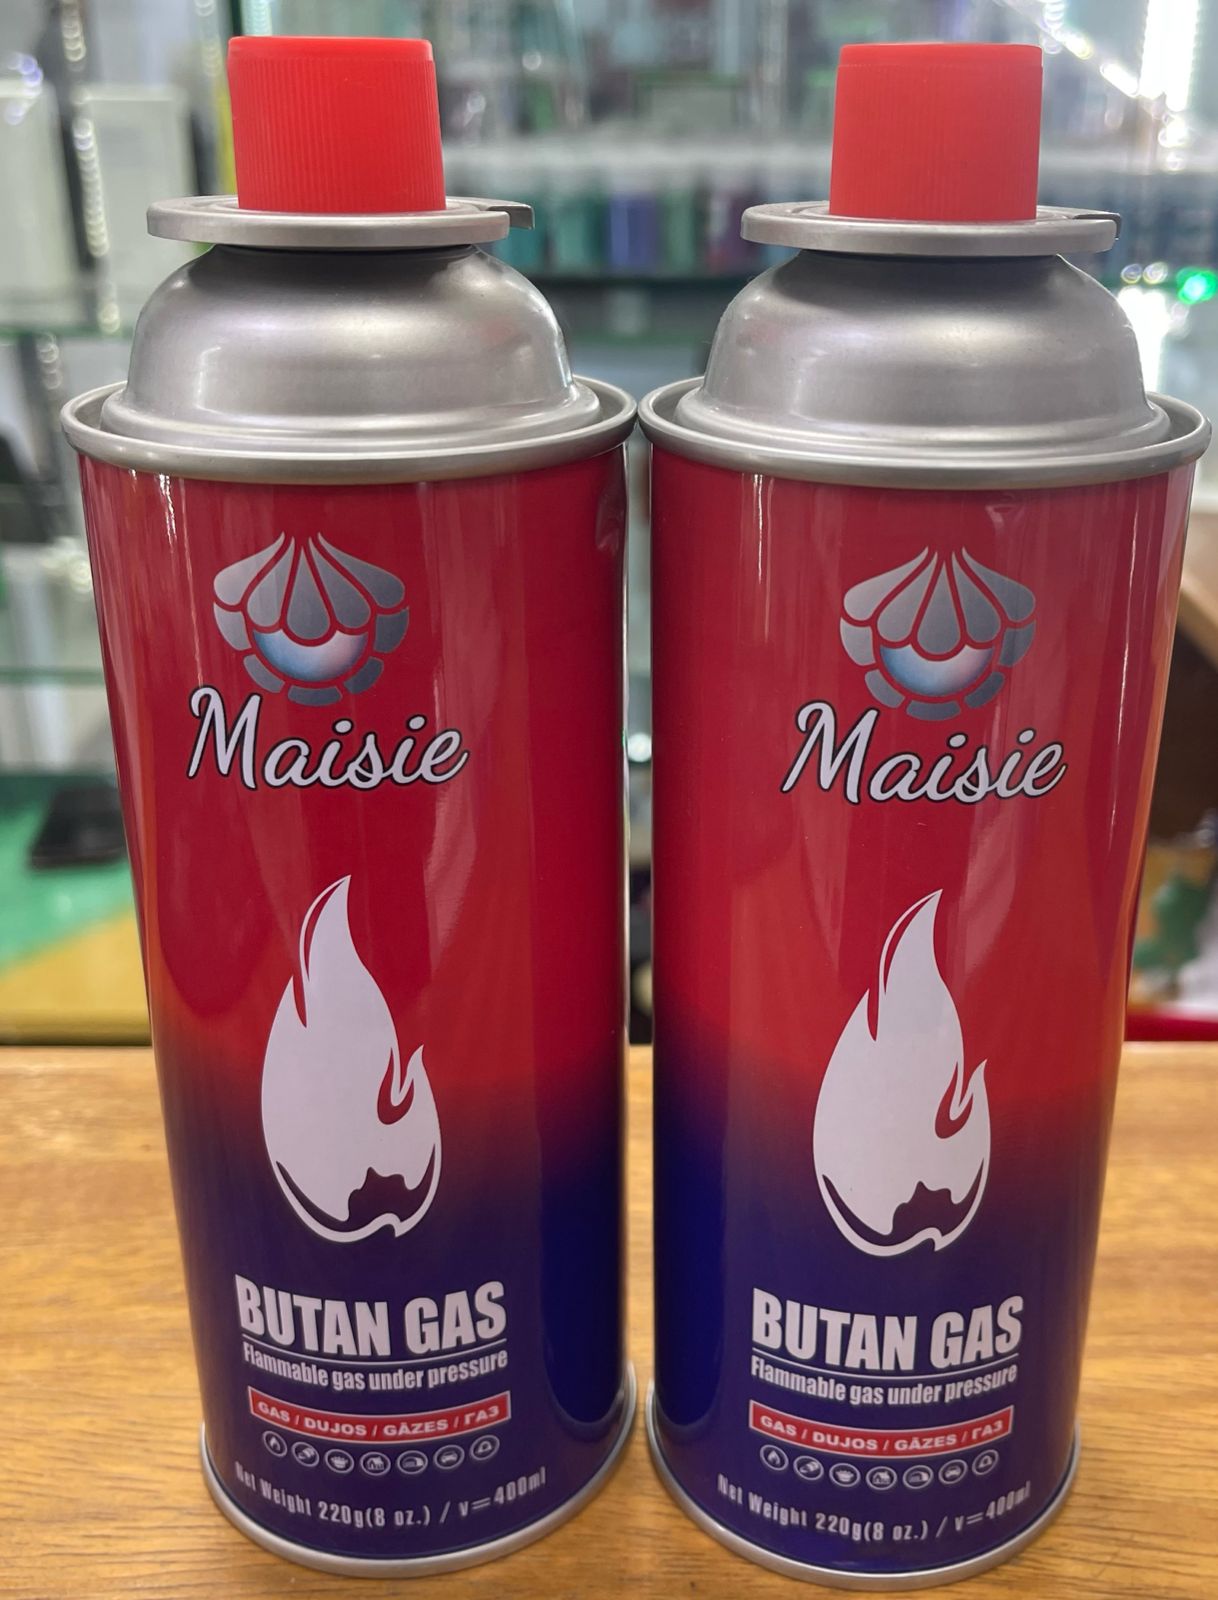 Maisie
BUTAN GAS
Flammable gas under pressure
GAS / DUJOS / GĀZES / ГАЗ
Net Weight 220g(8 oz.) / v=400ml
Maisie
BUTAN GAS
Flammable gas under pressure
GAS / DUJOS / GĀZES / ГАЗ
Net Weight 220g(8 oz.) / v=400ml